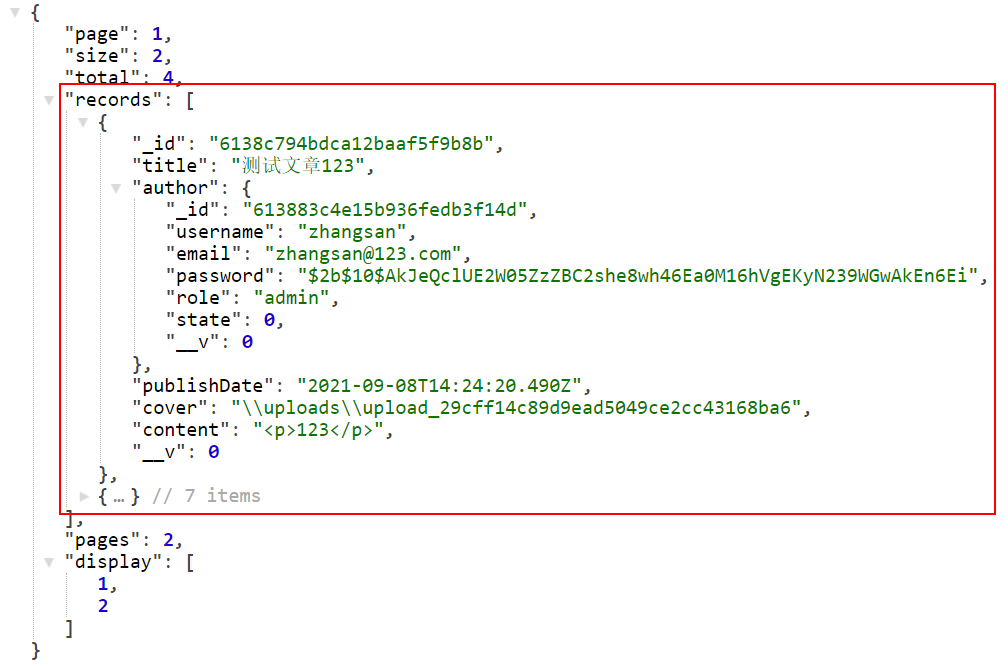 {
"page": 1,
"size": 2,
"total": 4,
"records": [
{
"_id": "6138c794bdca12baaf5f9b8b",
"title": "测试文章123",
"author": {
"_id": "613883c4e15b936fedb3f14d",
"username": "zhangsan",
"email": "zhangsan@123.com",
"password": "$2b$10$AkJeQclUE2W05ZzZBC2she8wh46Ea0M16hVgEKyN239WGwAkEn6Ei",
"role": "admin",
"state": 0,
"__v": 0
},
"publishDate": "2021-09-08T14:24:20.490Z",
"cover": "\\uploads\\upload_29cff14c89d9ead5049ce2cc43168ba6",
"content": "<p>123</p>",
"__v": 0
},
{…} // 7 items
],
"pages": 2,
"display": [
1,
2
]
}